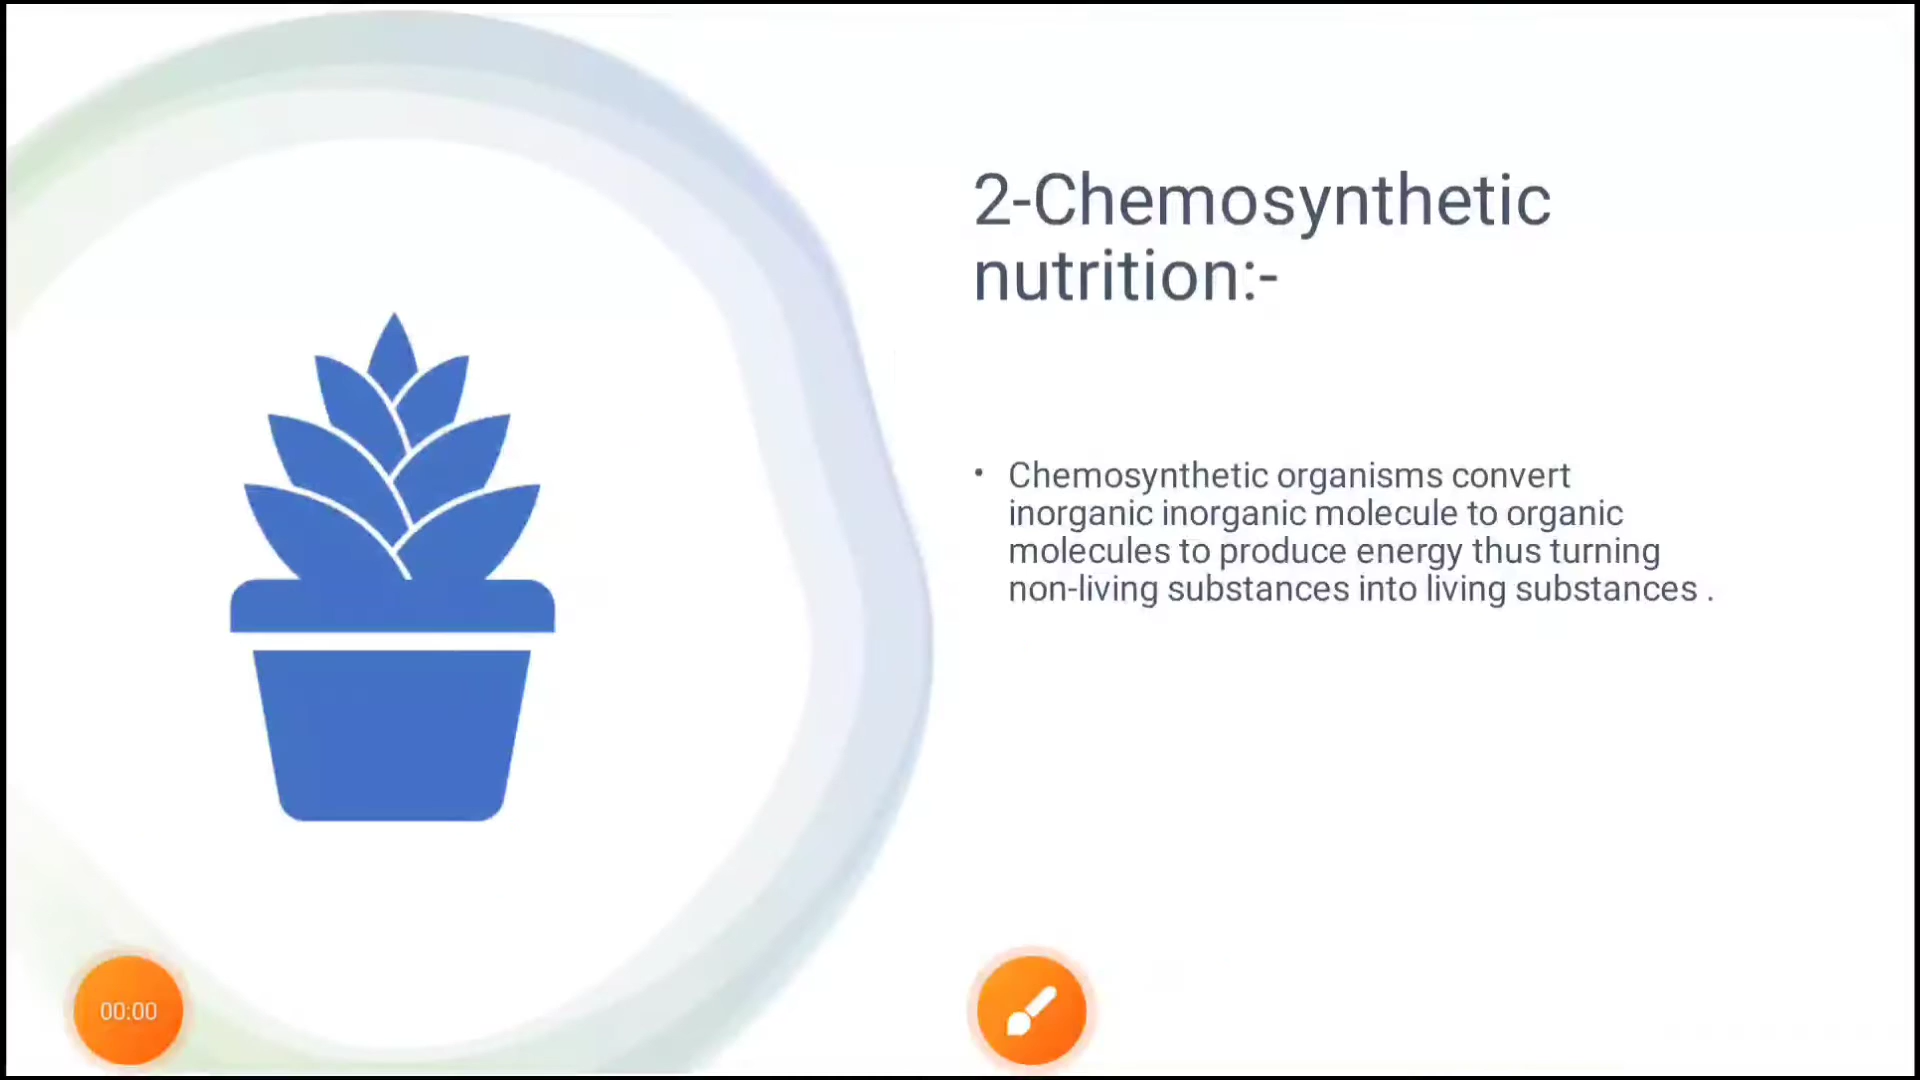 2-Chemosynthetic
nutrition:-
• Chemosynthetic organisms convert
inorganic inorganic molecule to organic
molecules to produce energy thus turning
non-living substances into living substances .
00:00